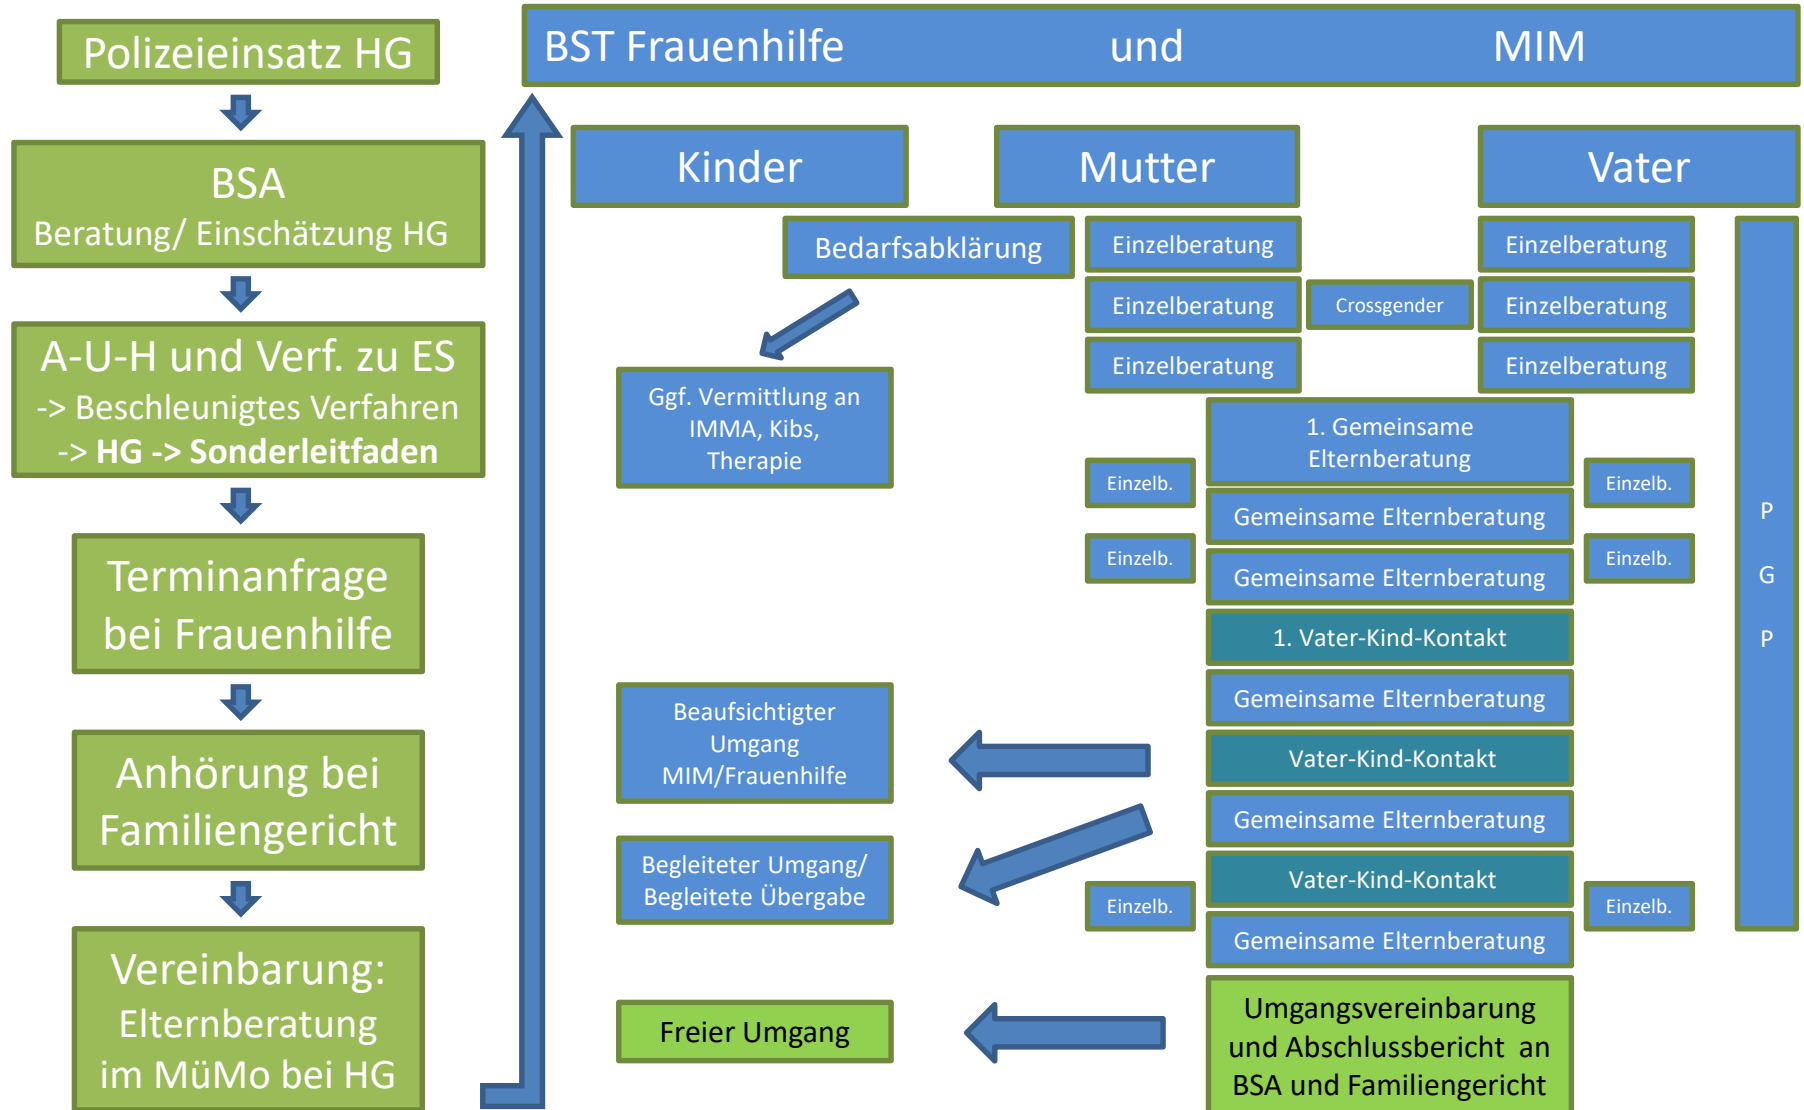 Polizeieinsatz HG
BSA
Beratung/ Einschätzung HG
A-U-H und Verf. zu ES
-> Beschleunigtes Verfahren
-> HG -> Sonderleitfaden
Terminanfrage
bei Frauenhilfe
Anhörung bei
Familiengericht
Vereinbarung:
Elternberatung
im MüMo bei HG
BST Frauenhilfe und MIM
Kinder Mutter Vater
Bedarfsabklärung Einzelberatung Einzelberatung
Einzelberatung Crossgender Einzelberatung
Einzelberatung Einzelberatung
Ggf. Vermittlung an
IMMA, Kibs,
Therapie
1. Gemeinsame
Elternberatung
Einzelb. Einzelb.
Gemeinsame Elternberatung
Einzelb. Einzelb.
Gemeinsame Elternberatung
1. Vater-Kind-Kontakt
Gemeinsame Elternberatung
Beaufsichtigter
Umgang
MIM/Frauenhilfe
Vater-Kind-Kontakt
Gemeinsame Elternberatung
Begleiteter Umgang/
Begleitete Übergabe
Vater-Kind-Kontakt
Einzelb. Einzelb.
Gemeinsame Elternberatung
P
G
P
Freier Umgang
Umgangsvereinbarung
und Abschlussbericht an
BSA und Familiengericht